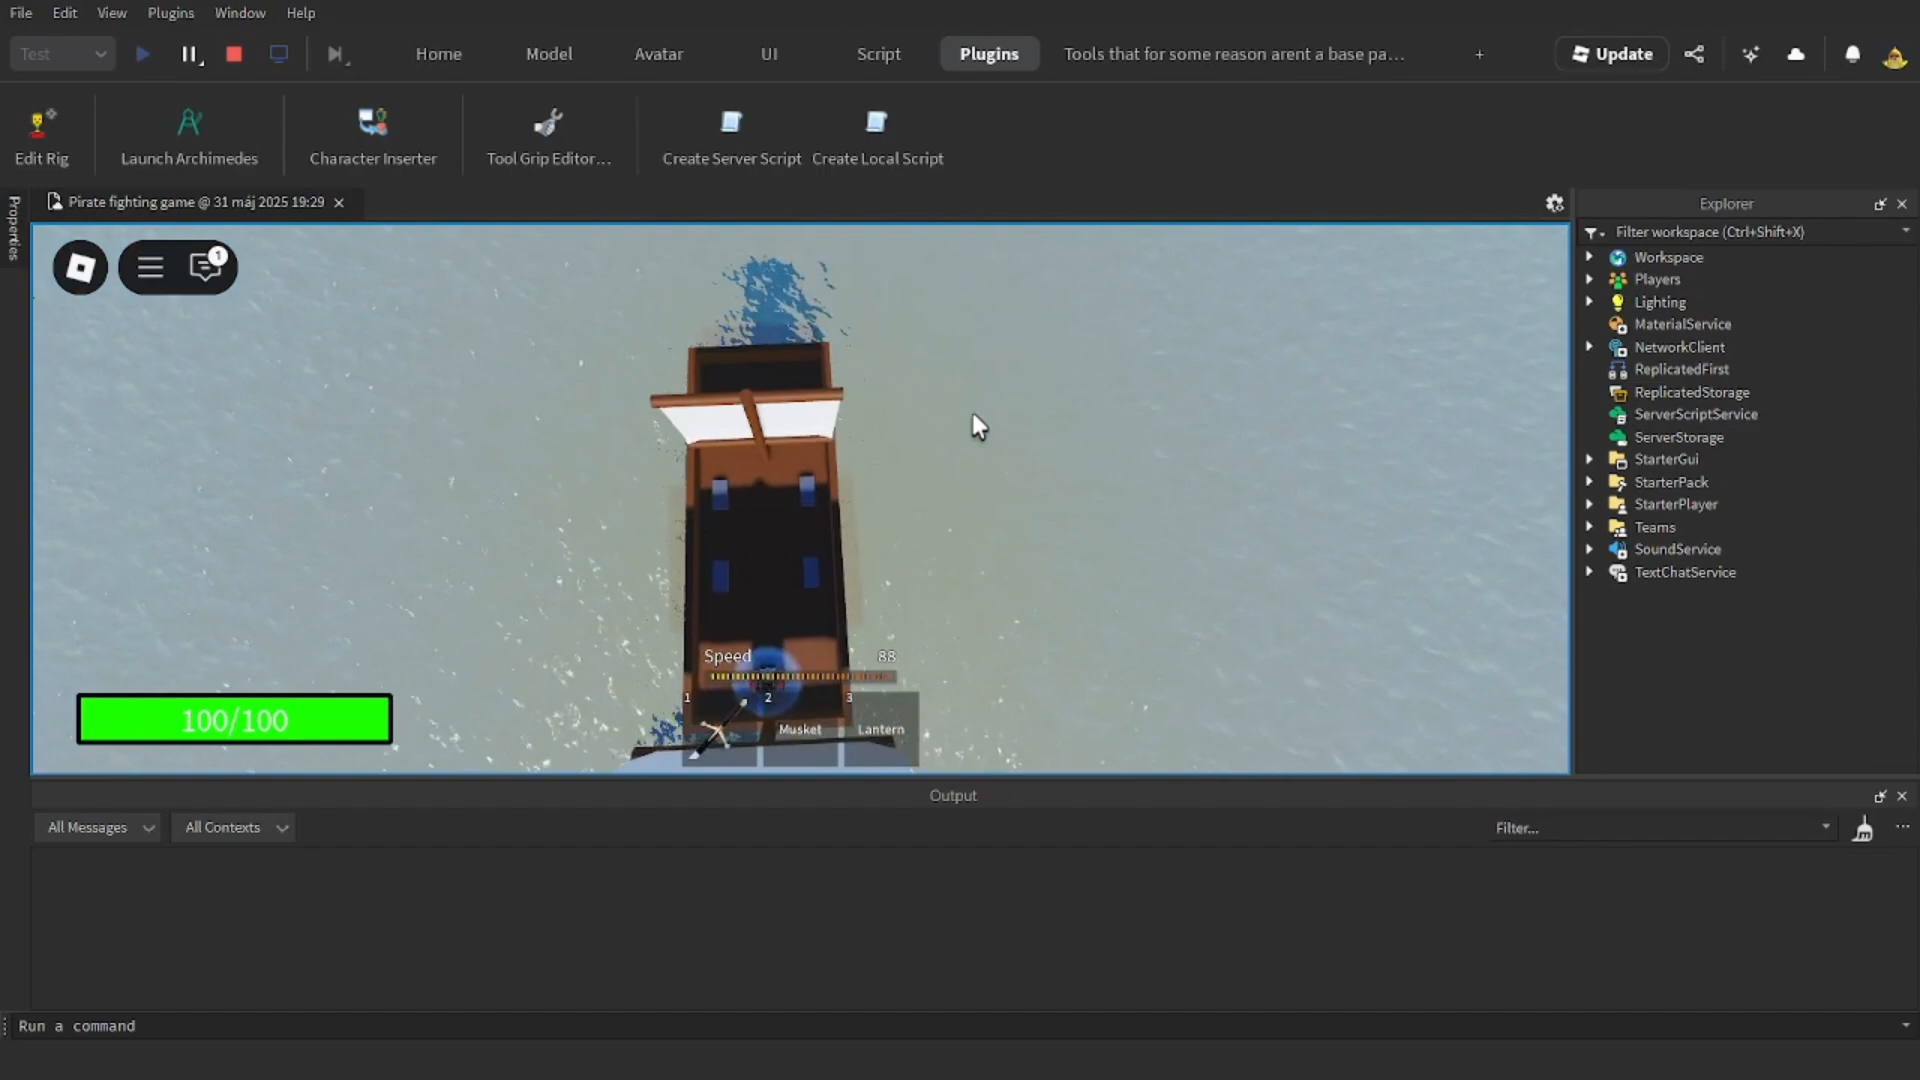 File Edit View Plugins Window Help
Test Home Model Avatar UI Script Plugins Tools that for some reason arent a base pa... + Update
Edit Rig Launch Archimedes Character Inserter Tool Grip Editor... Create Server Script Create Local Script
Properties
Pirate fighting game @ 31 máj 2025 19:29
1
Speed 88
1 2 3
Musket Lantern
100/100
Explorer
Filter workspace (Ctrl+Shift+X)
Workspace
Players
Lighting
MaterialService
NetworkClient
ReplicatedFirst
ReplicatedStorage
ServerScriptService
ServerStorage
StarterGui
StarterPack
StarterPlayer
Teams
SoundService
TextChatService
Output
All Messages All Contexts Filter...
Run a command